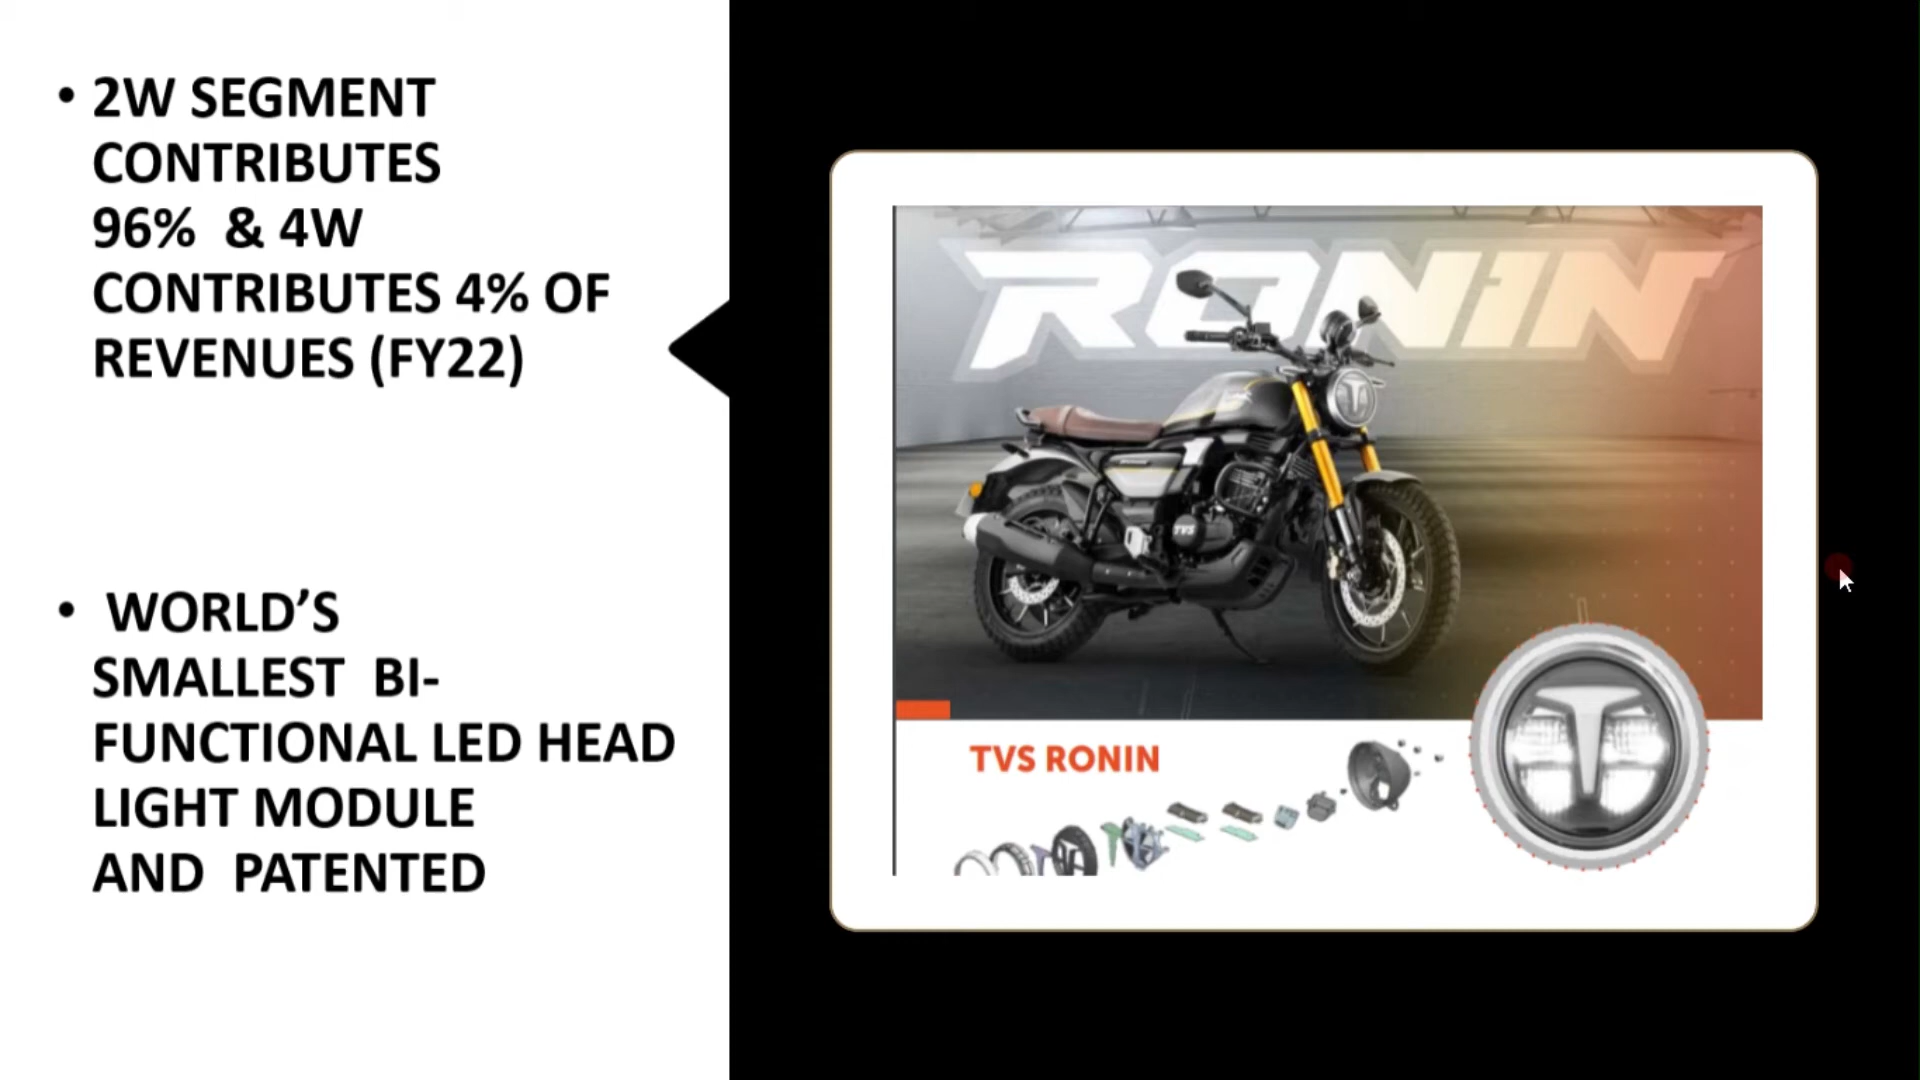 • 2W SEGMENT
CONTRIBUTES
96% & 4W
CONTRIBUTES 4% OF
REVENUES (FY22)
• WORLD’S
SMALLEST BI-
FUNCTIONAL LED HEAD
LIGHT MODULE
AND PATENTED
RONIN
TVS
TVS RONIN